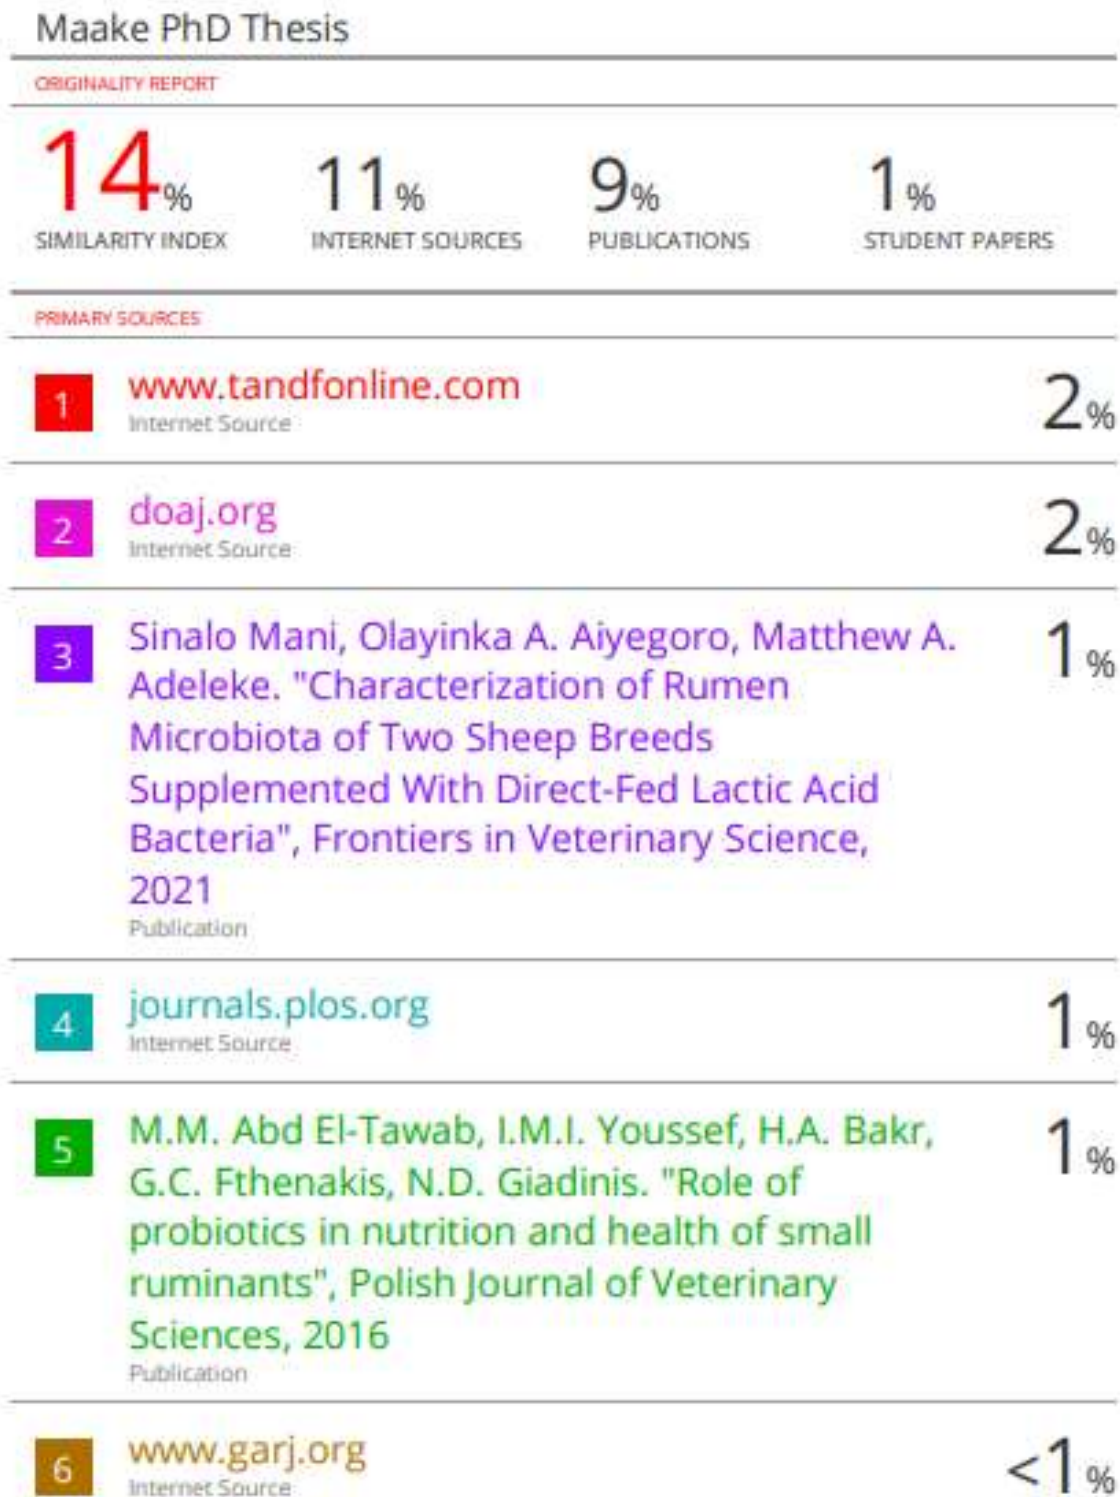 Maake PhD Thesis
ORIGINALITY REPORT
14% 11% 9% 1%
SIMILARITY INDEX INTERNET SOURCES PUBLICATIONS STUDENT PAPERS
PRIMARY SOURCES
1 www.tandfonline.com 2%
Internet Source
2 doaj.org 2%
Internet Source
3 Sinalo Mani, Olayinka A. Aiyegoro, Matthew A. 1%
Adeleke. "Characterization of Rumen
Microbiota of Two Sheep Breeds
Supplemented With Direct-Fed Lactic Acid
Bacteria", Frontiers in Veterinary Science,
2021
Publication
4 journals.plos.org 1%
Internet Source
5 M.M. Abd El-Tawab, I.M.I. Youssef, H.A. Bakr, 1%
G.C. Fthenakis, N.D. Giadinis. "Role of
probiotics in nutrition and health of small
ruminants", Polish Journal of Veterinary
Sciences, 2016
Publication
6 www.garj.org <1%
Internet Source